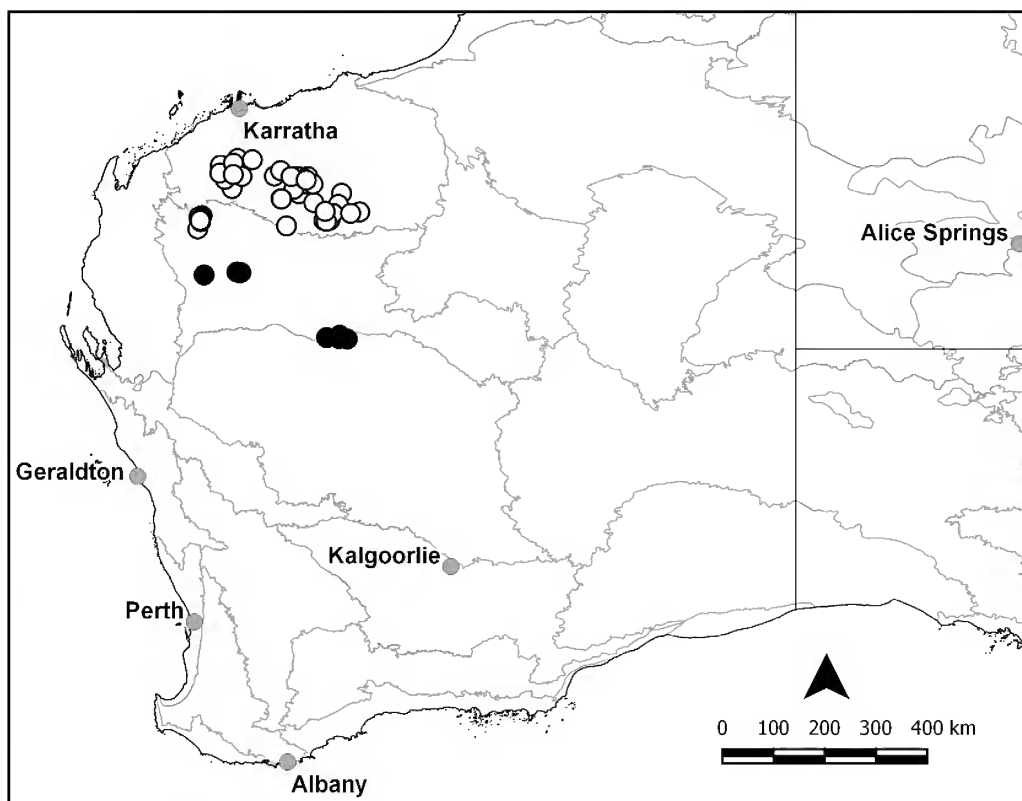 Karratha
Alice Springs
Geraldton
Kalgoorlie
Perth
0 100 200 300 400 km
Albany